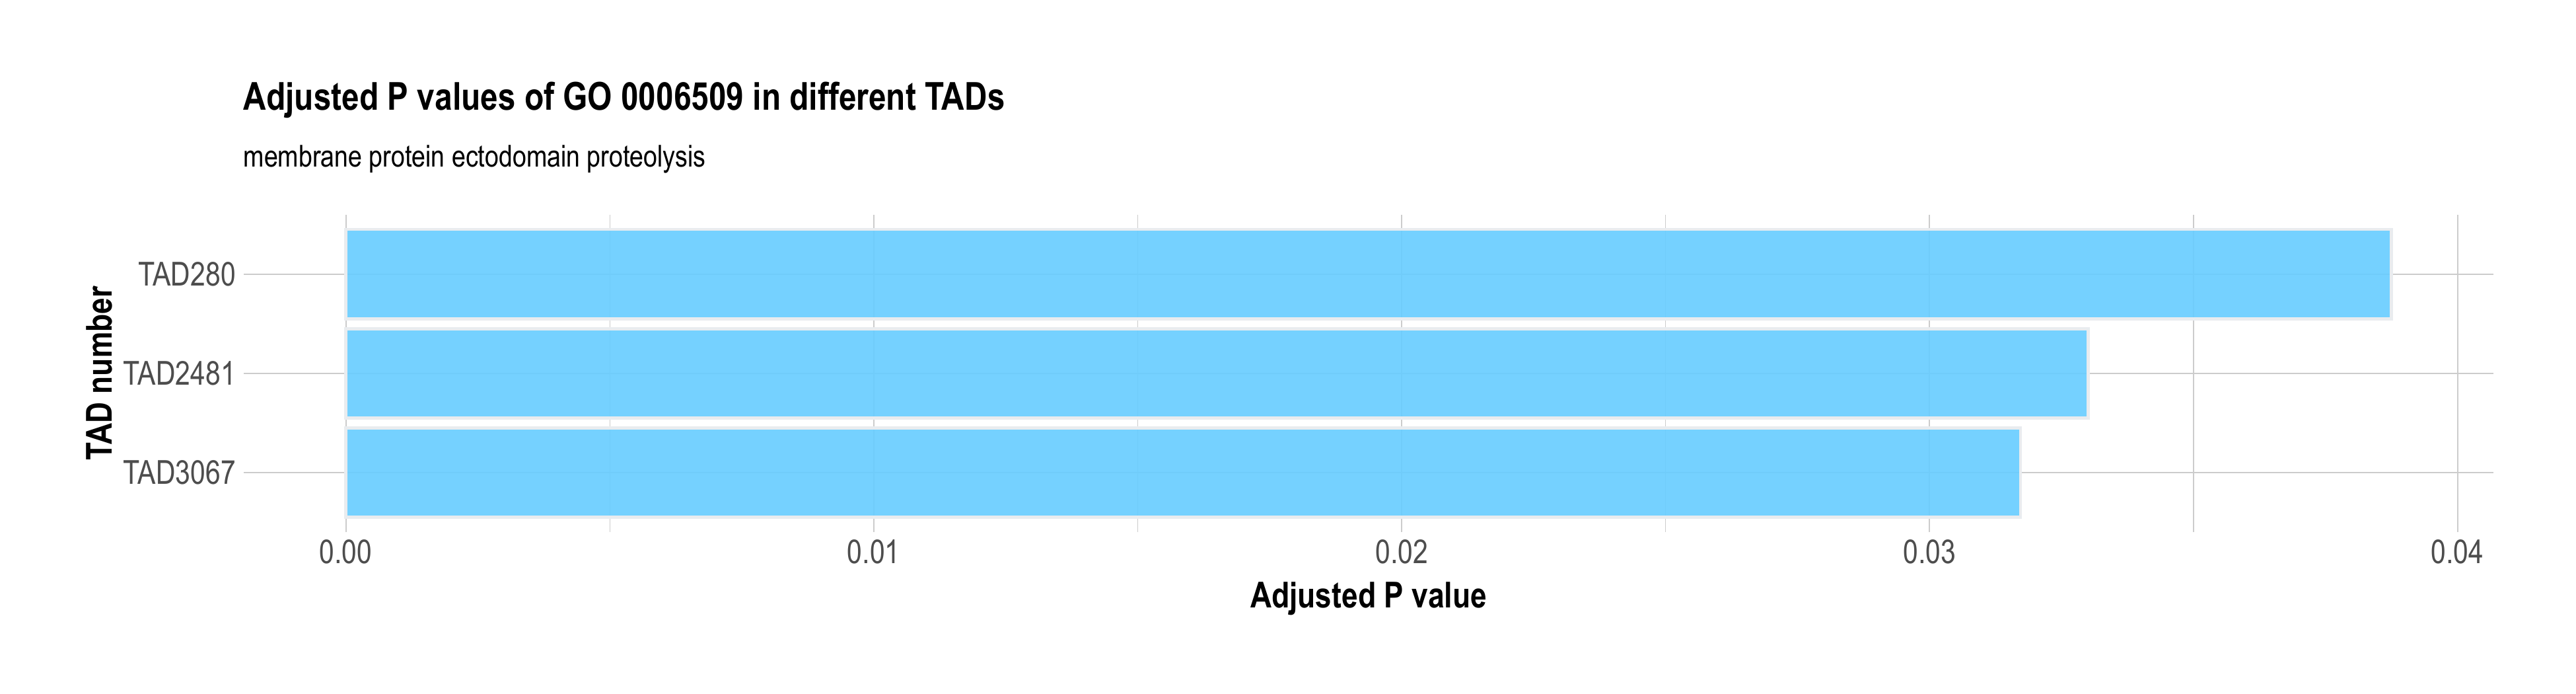 Adjusted P values of GO 0006509 in different TADs
membrane protein ectodomain proteolysis
TAD number
TAD280
TAD2481
TAD3067
0.00 0.01 0.02 0.03 0.04
Adjusted P value